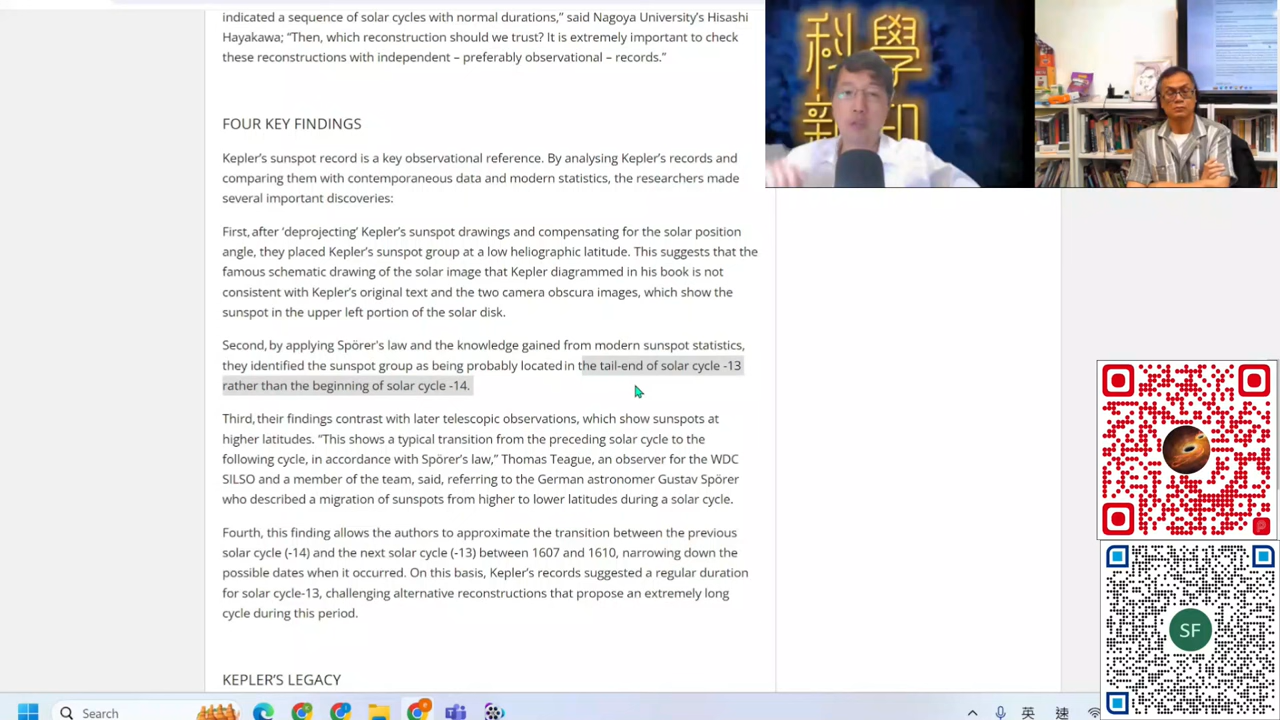 indicated a sequence of solar cycles with normal durations,” said Nagoya University’s Hisashi
Hayakawa; “Then, which reconstruction should we trust? It is extremely important to check
these reconstructions with independent – preferably observational – records.”
FOUR KEY FINDINGS
Kepler’s sunspot record is a key observational reference. By analysing Kepler’s records and
comparing them with contemporaneous data and modern statistics, the researchers made
several important discoveries:
First, after ‘deprojecting’ Kepler’s sunspot drawings and compensating for the solar position
angle, they placed Kepler’s sunspot group at a low heliographic latitude. This suggests that the
famous schematic drawing of the solar image that Kepler diagrammed in his book is not
consistent with Kepler’s original text and the two camera obscura images, which show the
sunspot in the upper left portion of the solar disk.
Second, by applying Spörer's law and the knowledge gained from modern sunspot statistics,
they identified the sunspot group as being probably located in the tail-end of solar cycle -13
rather than the beginning of solar cycle -14.
Third, their findings contrast with later telescopic observations, which show sunspots at
higher latitudes. “This shows a typical transition from the preceding solar cycle to the
following cycle, in accordance with Spörer’s law,” Thomas Teague, an observer for the WDC
SILSO and a member of the team, said, referring to the German astronomer Gustav Spörer
who described a migration of sunspots from higher to lower latitudes during a solar cycle.
Fourth, this finding allows the authors to approximate the transition between the previous
solar cycle (-14) and the next solar cycle (-13) between 1607 and 1610, narrowing down the
possible dates when it occurred. On this basis, Kepler’s records suggested a regular duration
for solar cycle-13, challenging alternative reconstructions that propose an extremely long
cycle during this period.
KEPLER’S LEGACY
科學
新知
SF
Search
英
速